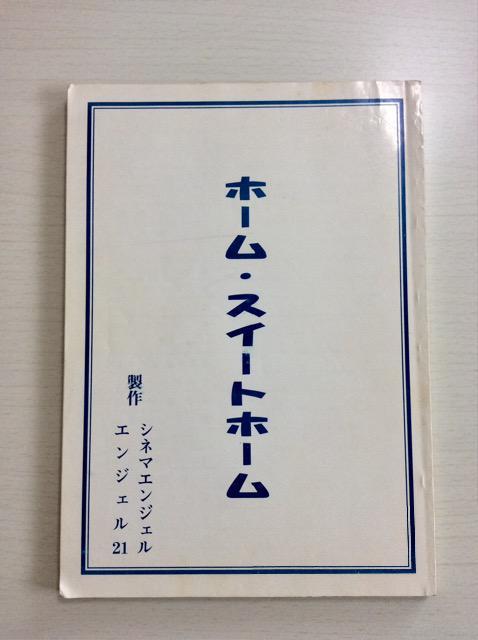 ホーム・スイートホーム
製作
シネマエンジェル
エンジェル21